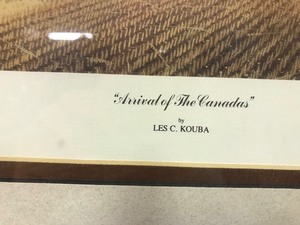 "Arrival of The Canadas"
by
LES C. KOUBA